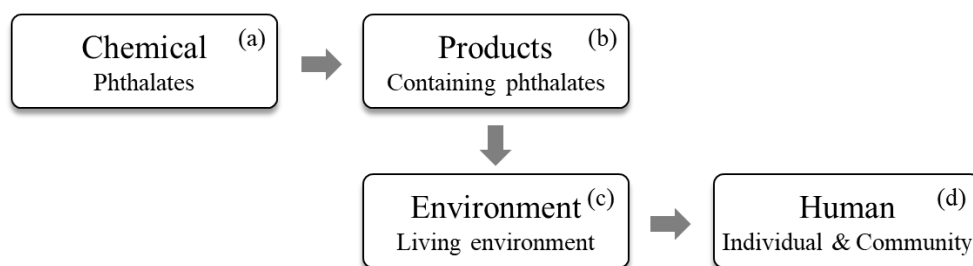 Chemical (a)
Phthalates
Products (b)
Containing phthalates
Environment (c)
Living environment
Human (d)
Individual & Community